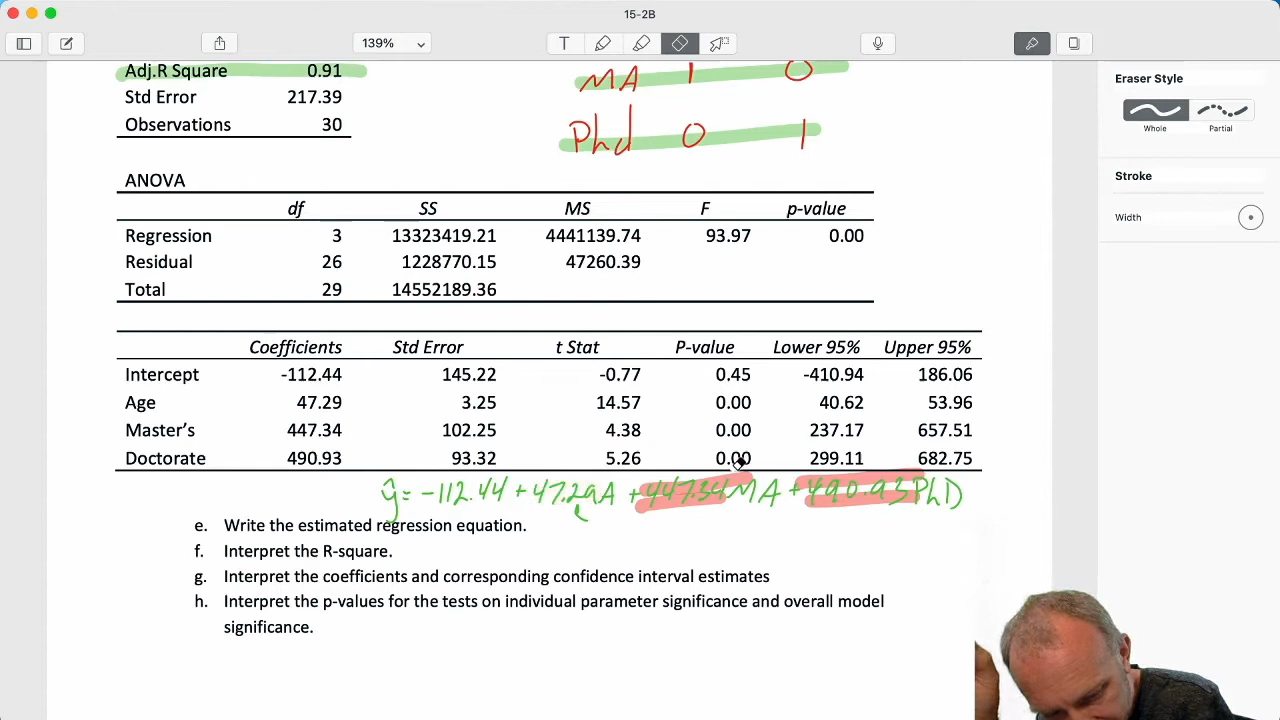 15-2B
139%
T
Adj.R Square 0.91
Std Error 217.39
Observations 30
MA 1 0
Phd 0 1
ANOVA
df SS MS F p-value
Regression 3 13323419.21 4441139.74 93.97 0.00
Residual 26 1228770.15 47260.39
Total 29 14552189.36
Coefficients Std Error t Stat P-value Lower 95% Upper 95%
Intercept -112.44 145.22 -0.77 0.45 -410.94 186.06
Age 47.29 3.25 14.57 0.00 40.62 53.96
Master's 447.34 102.25 4.38 0.00 237.17 657.51
Doctorate 490.93 93.32 5.26 0.00 299.11 682.75
ŷ = -112.44 + 47.29A + 447.34MA + 490.93PhD
e. Write the estimated regression equation.
f. Interpret the R-square.
g. Interpret the coefficients and corresponding confidence interval estimates
h. Interpret the p-values for the tests on individual parameter significance and overall model
significance.
Eraser Style
Whole Partial
Stroke
Width